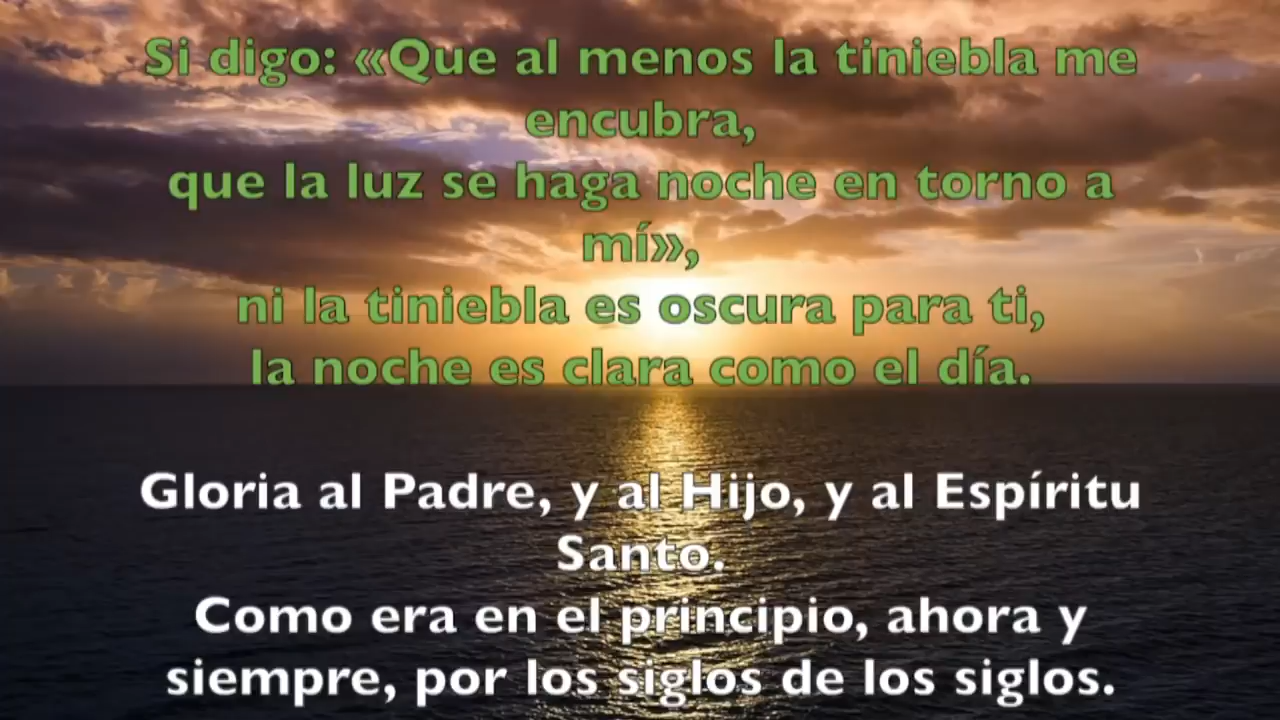 Si digo: «Que al menos la tiniebla me
encubra,
que la luz se haga noche en torno a
mí»,
ni la tiniebla es oscura para ti,
la noche es clara como el día.
Gloria al Padre, y al Hijo, y al Espíritu
Santo.
Como era en el principio, ahora y
siempre, por los siglos de los siglos.